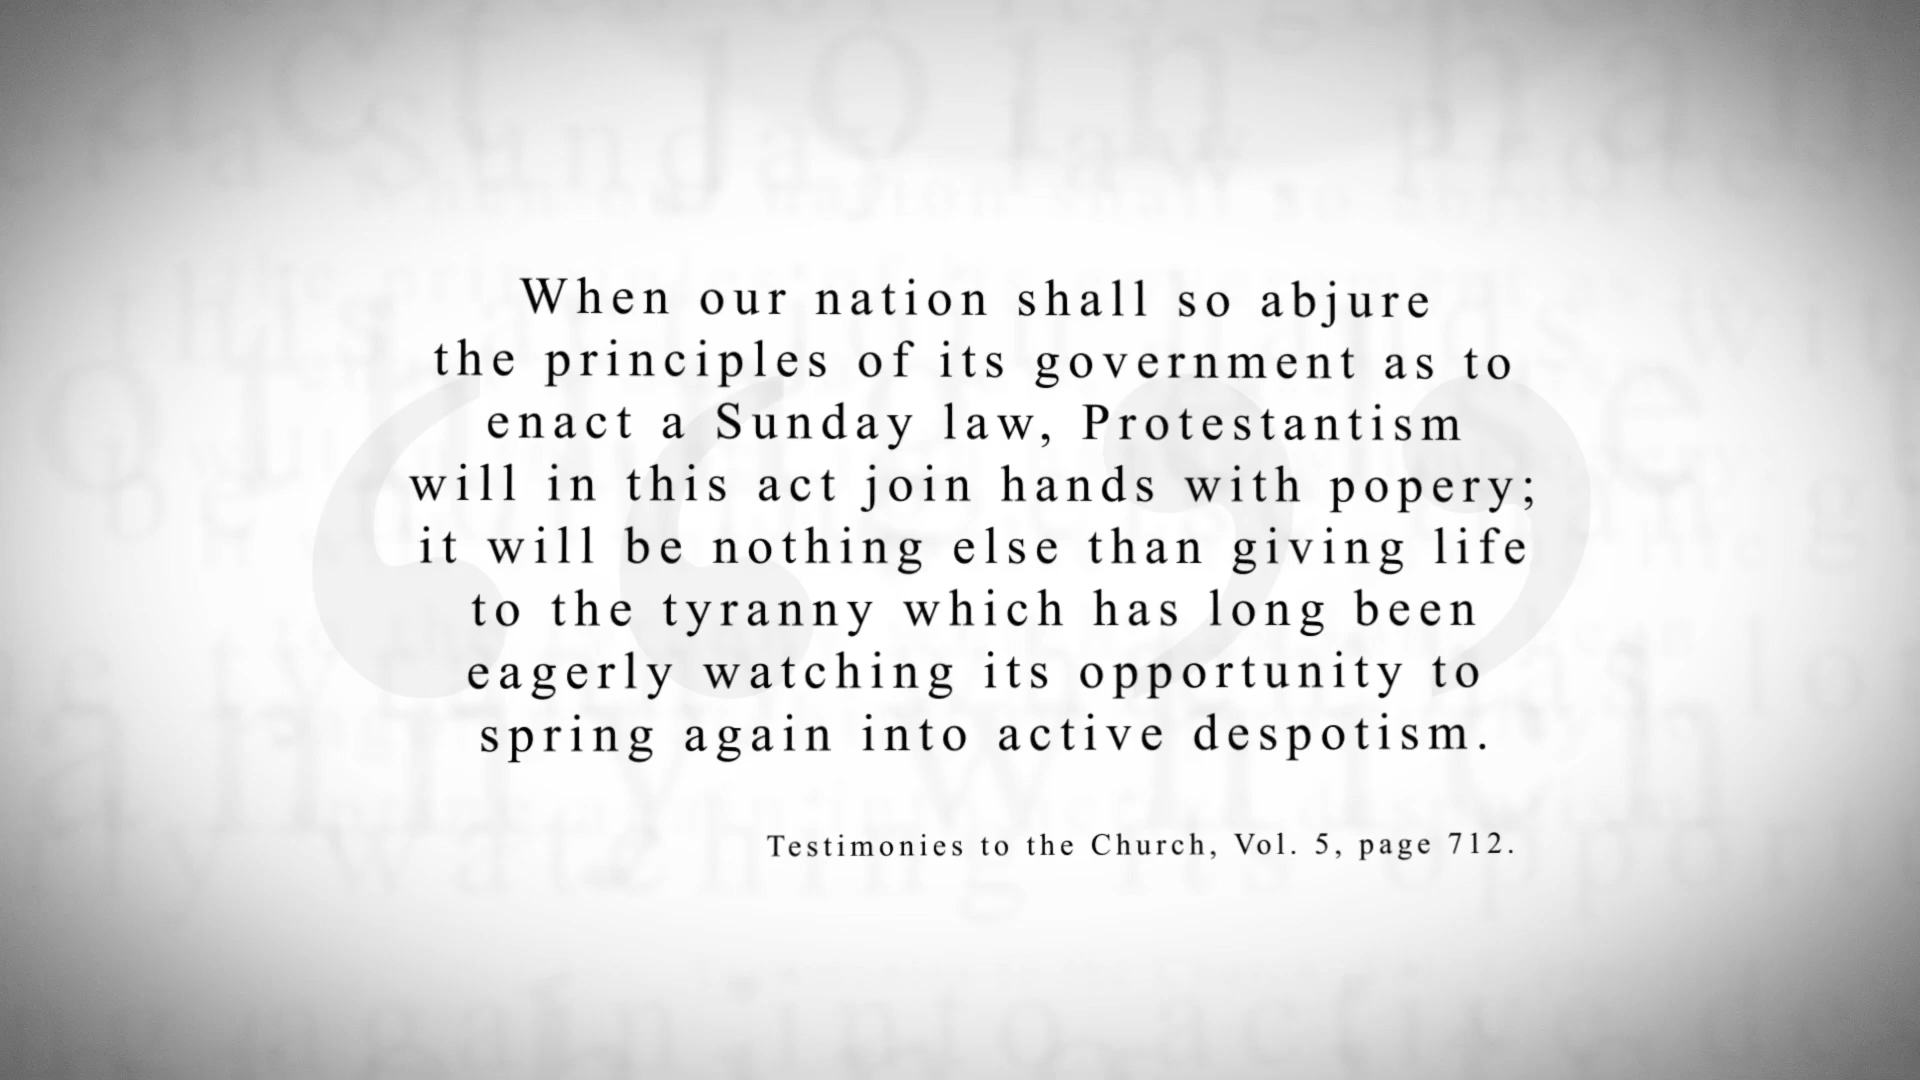 When our nation shall so abjure
the principles of its government as to
enact a Sunday law, Protestantism
will in this act join hands with popery;
it will be nothing else than giving life
to the tyranny which has long been
eagerly watching its opportunity to
spring again into active despotism.
Testimonies to the Church, Vol. 5, page 712.